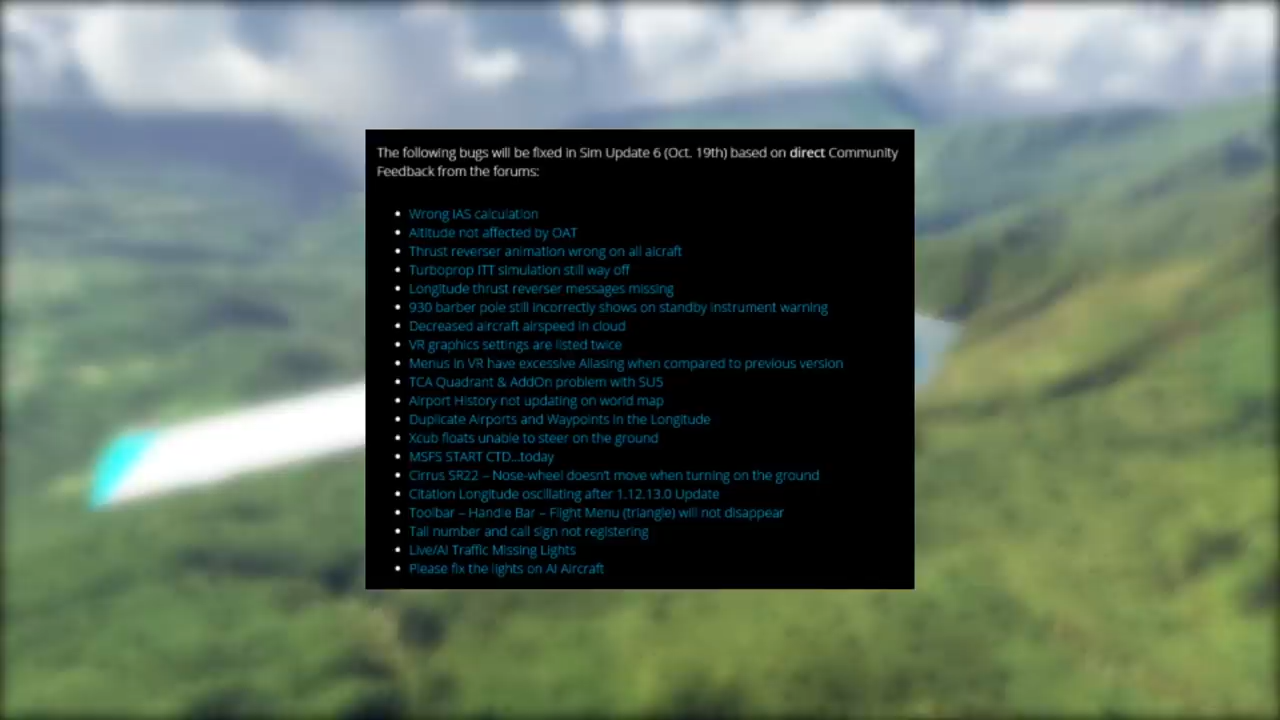 The following bugs will be fixed in Sim Update 6 (Oct. 19th) based on direct Community
Feedback from the forums:
• Wrong IAS calculation
• Altitude not affected by OAT
• Thrust reverser animation wrong on all aicraft
• Turboprop ITT simulation still way off
• Longitude thrust reverser messages missing
• 930 barber pole still incorrectly shows on standby instrument warning
• Decreased aircraft airspeed in cloud
• VR graphics settings are listed twice
• Menus in VR have excessive Aliasing when compared to previous version
• TCA Quadrant & AddOn problem with SU5
• Airport History not updating on world map
• Duplicate Airports and Waypoints in the Longitude
• Xcub floats unable to steer on the ground
• MSFS START CTD...today
• Cirrus SR22 – Nose-wheel doesn't move when turning on the ground
• Citation Longitude oscillating after 1.12.13.0 Update
• Toolbar – Handle Bar – Flight Menu (triangle) will not disappear
• Tail number and call sign not registering
• Live/AI Traffic Missing Lights
• Please fix the lights on AI Aircraft